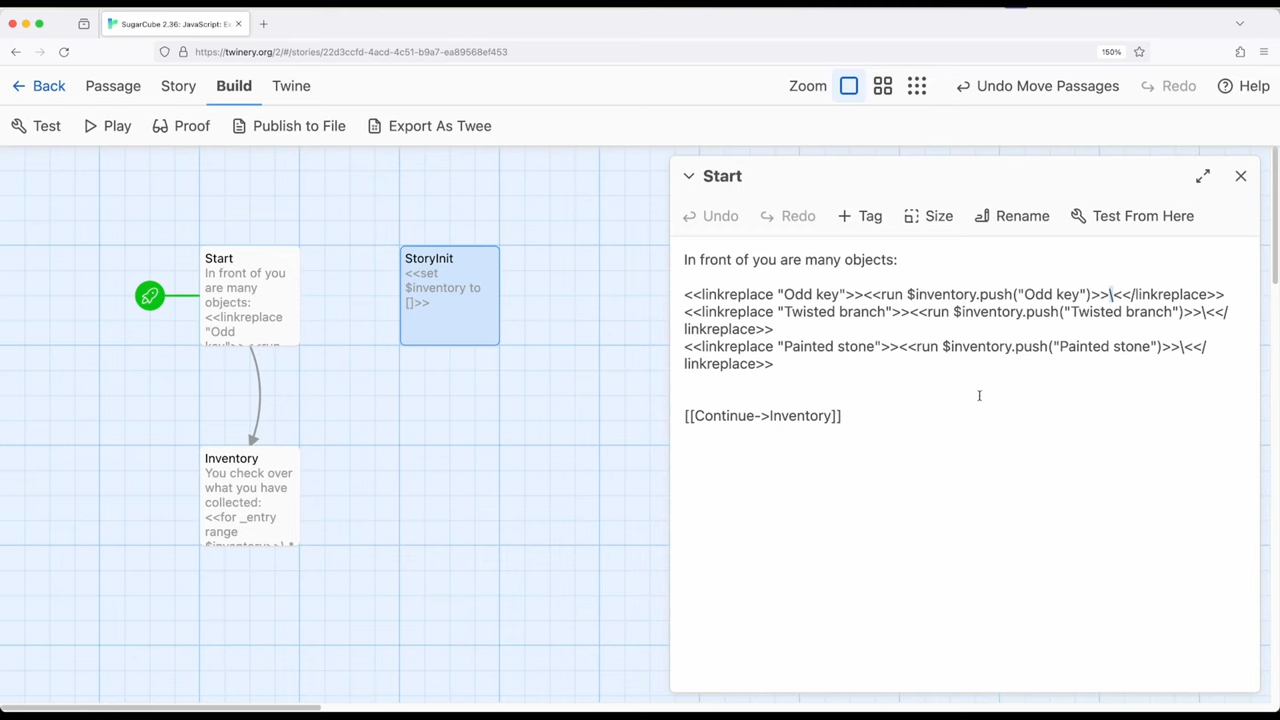 SugarCube 2.36: JavaScript: E
https://twinery.org/2/#/stories/22d3ccfd-4acd-4c51-b9a7-ea89568ef453
150%
Back
Passage
Story
Build
Twine
Zoom
Undo Move Passages
Redo
Help
Test
Play
Proof
Publish to File
Export As Twee
Start
In front of you
are many
objects:
<<linkreplace
"Odd
key">><<run
StoryInit
<<set
$inventory to
[]>>
Inventory
You check over
what you have
collected:
<<for _entry
range
$inventory>>\ *
Start
Undo
Redo
Tag
Size
Rename
Test From Here
In front of you are many objects:
<<linkreplace "Odd key">><<run $inventory.push("Odd key")>>\<</linkreplace>>
<<linkreplace "Twisted branch">><<run $inventory.push("Twisted branch")>>\<</
linkreplace>>
<<linkreplace "Painted stone">><<run $inventory.push("Painted stone")>>\<</
linkreplace>>
[[Continue->Inventory]]